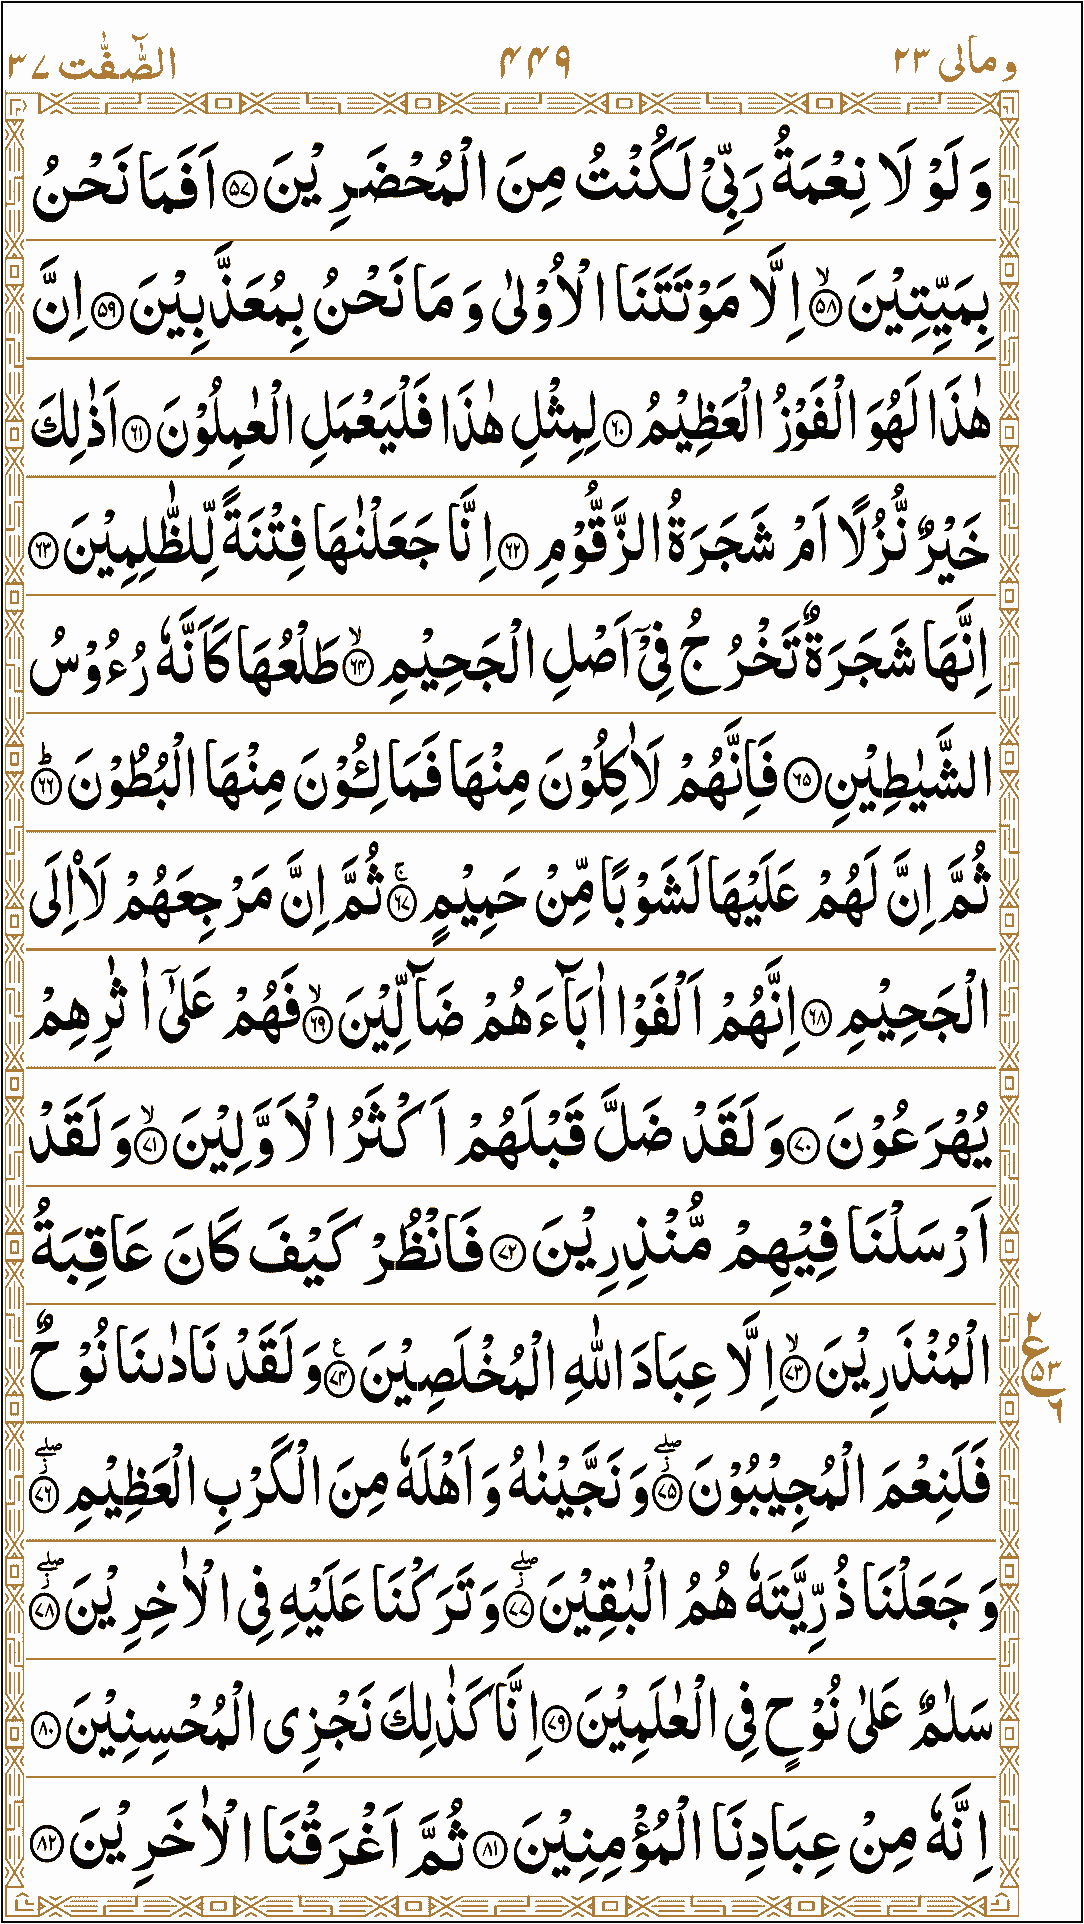 و مالی ۲۳
۴۴۹
الصّٰٓفّٰت ۳۷
وَ لَوْ لَا نِعْمَةُ رَبِّیْ لَكُنْتُ مِنَ الْمُحْضَرِیْنَ ۵۷ اَفَمَا نَحْنُ
بِمَیِّتِیْنَ ۙ۵۸ اِلَّا مَوْتَتَنَا الْاُوْلٰی وَ مَا نَحْنُ بِمُعَذَّبِیْنَ ۵۹ اِنَّ
هٰذَا لَهُوَ الْفَوْزُ الْعَظِیْمُ ۶۰ لِمِثْلِ هٰذَا فَلْیَعْمَلِ الْعٰمِلُوْنَ ۶۱ اَذٰلِكَ
خَیْرٌ نُّزُلًا اَمْ شَجَرَةُ الزَّقُّوْمِ ۶۲ اِنَّا جَعَلْنٰهَا فِتْنَةً لِّلظّٰلِمِیْنَ ۶۳
اِنَّهَا شَجَرَةٌ تَخْرُجُ فِیْۤ اَصْلِ الْجَحِیْمِ ۙ۶۴ طَلْعُهَا كَاَنَّهٗ رُءُوْسُ
الشَّیٰطِیْنِ ۶۵ فَاِنَّهُمْ لَاٰكِلُوْنَ مِنْهَا فَمَالِـُٔوْنَ مِنْهَا الْبُطُوْنَ ؕ۶۶
ثُمَّ اِنَّ لَهُمْ عَلَیْهَا لَشَوْبًا مِّنْ حَمِیْمٍ ۚ۶۷ ثُمَّ اِنَّ مَرْجِعَهُمْ لَاۡاِلَی
الْجَحِیْمِ ۶۸ اِنَّهُمْ اَلْفَوْا اٰبَآءَهُمْ ضَآلِّیْنَ ۙ۶۹ فَهُمْ عَلٰۤی اٰثٰرِهِمْ
یُهْرَعُوْنَ ۷۰ وَ لَقَدْ ضَلَّ قَبْلَهُمْ اَكْثَرُ الْاَوَّلِیْنَ ۙ۷۱ وَ لَقَدْ
اَرْسَلْنَا فِیْهِمْ مُّنْذِرِیْنَ ۷۲ فَانْظُرْ كَیْفَ كَانَ عَاقِبَةُ
الْمُنْذَرِیْنَ ۙ۷۳ اِلَّا عِبَادَ اللّٰهِ الْمُخْلَصِیْنَ ۠۷۴ وَ لَقَدْ نَادٰىنَا نُوْحٌ
۲ ع ۵۳ ۶
فَلَنِعْمَ الْمُجِیْبُوْنَ ؗۖ۷۵ وَ نَجَّیْنٰهُ وَ اَهْلَهٗ مِنَ الْكَرْبِ الْعَظِیْمِ ؗۖ۷۶
وَ جَعَلْنَا ذُرِّیَّتَهٗ هُمُ الْبٰقِیْنَ ؗۖ۷۷ وَ تَرَكْنَا عَلَیْهِ فِی الْاٰخِرِیْنَ ؗۖ۷۸
سَلٰمٌ عَلٰی نُوْحٍ فِی الْعٰلَمِیْنَ ۷۹ اِنَّا كَذٰلِكَ نَجْزِی الْمُحْسِنِیْنَ ۸۰
اِنَّهٗ مِنْ عِبَادِنَا الْمُؤْمِنِیْنَ ۸۱ ثُمَّ اَغْرَقْنَا الْاٰخَرِیْنَ ۸۲